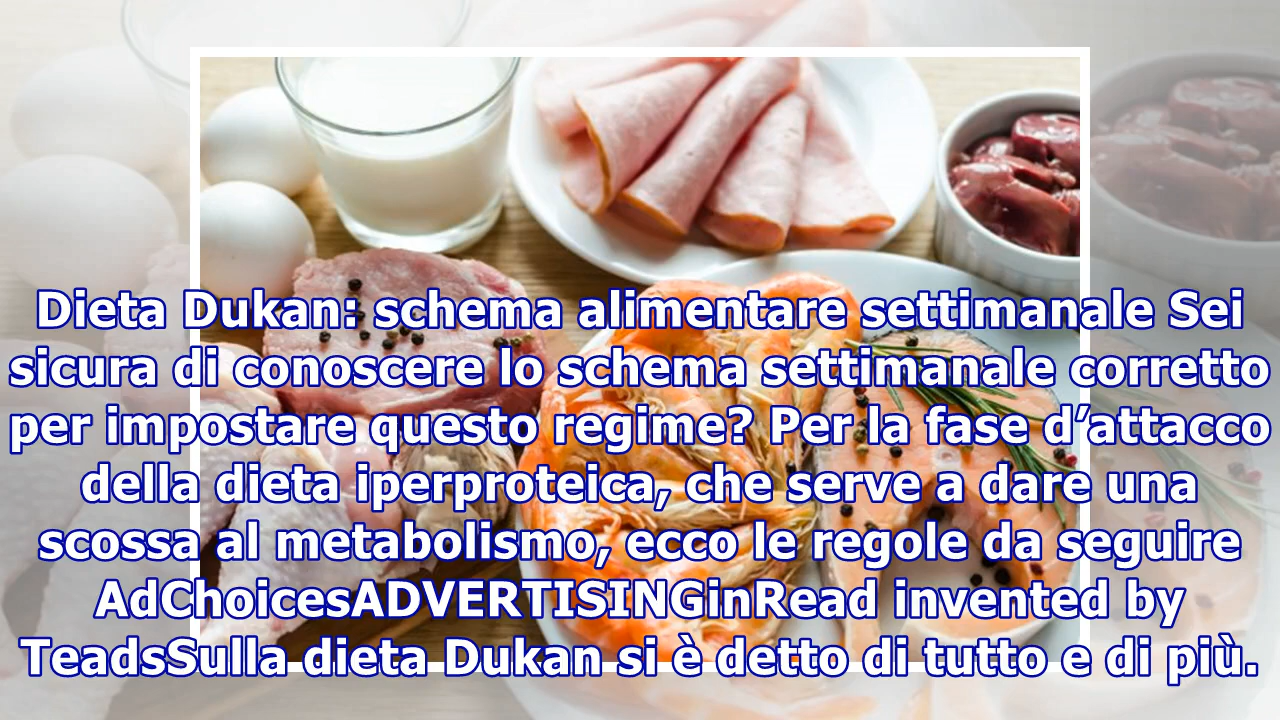 Dieta Dukan: schema alimentare settimanale Sei
sicura di conoscere lo schema settimanale corretto
per impostare questo regime? Per la fase d’attacco
della dieta iperproteica, che serve a dare una
scossa al metabolismo, ecco le regole da seguire
AdChoicesADVERTISINGinRead invented by
TeadsSulla dieta Dukan si è detto di tutto e di più.